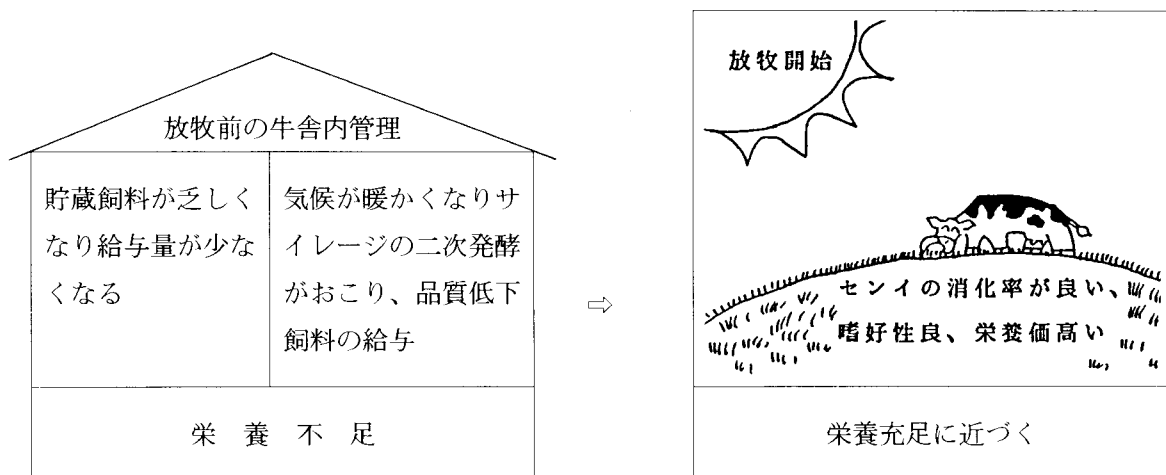 放牧前の牛舎内管理
貯蔵飼料が乏しく
なり給与量が少な
くなる
気候が暖かくなりサ
イレージの二次発酵
がおこり、品質低下
飼料の給与
栄養不足
⇨
放牧開始
センイの消化率が良い、
嗜好性良、栄養価高い
栄養充足に近づく